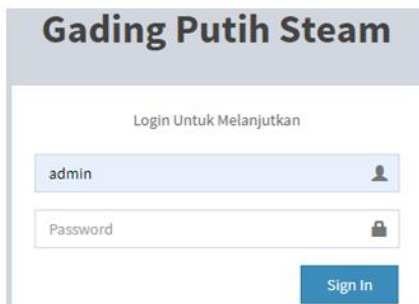 Gading Putih Steam
Login Untuk Melanjutkan
admin
Password
Sign In